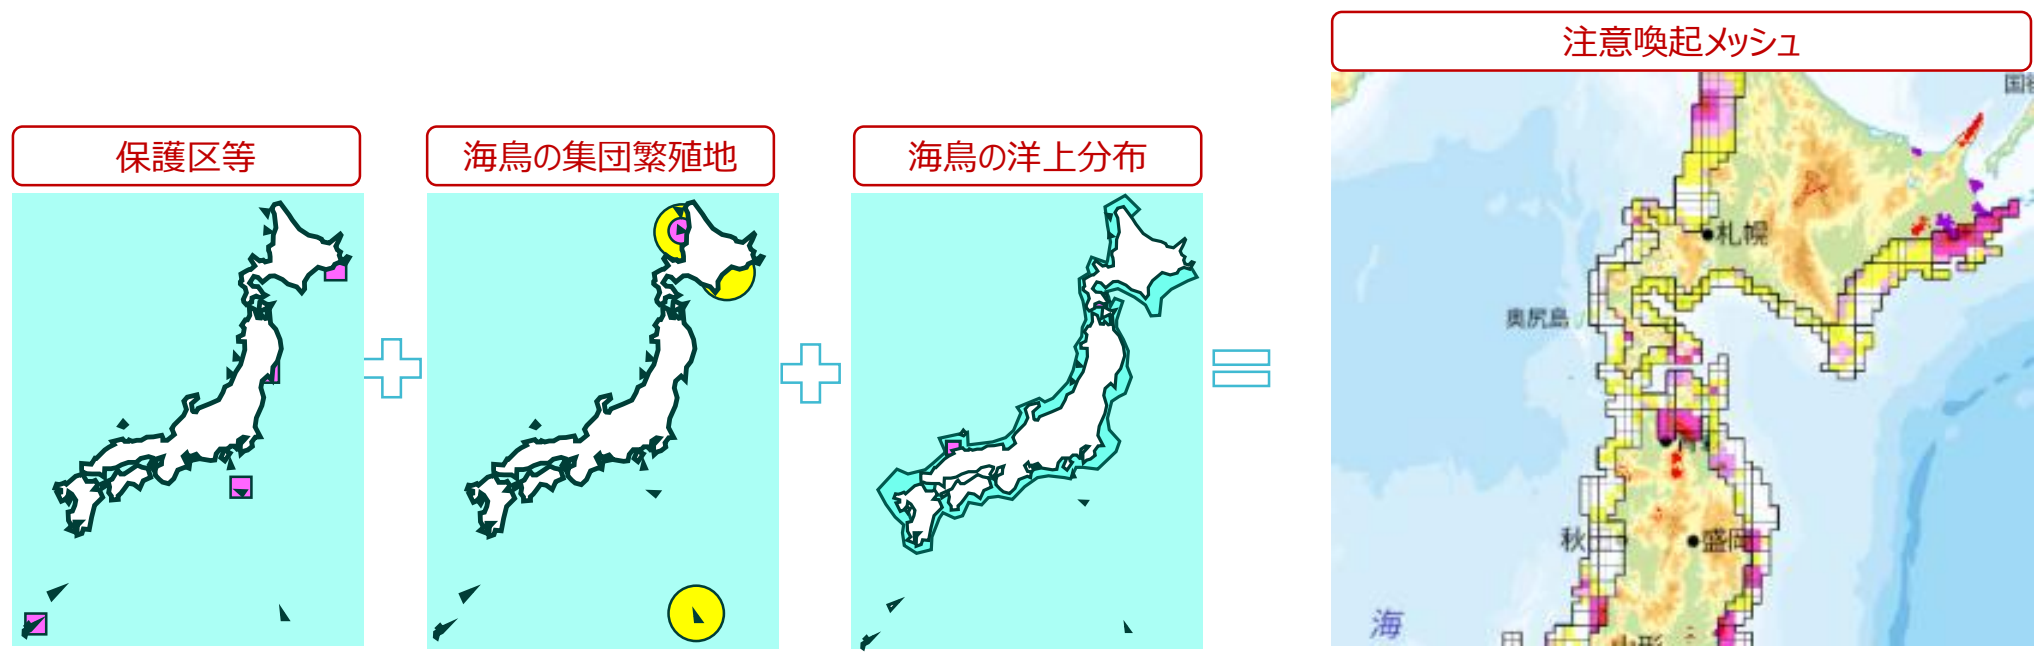 注意喚起メッシュ
保護区等
海鳥の集団繁殖地
海鳥の洋上分布
札幌
奥尻島
秋
盛岡
海